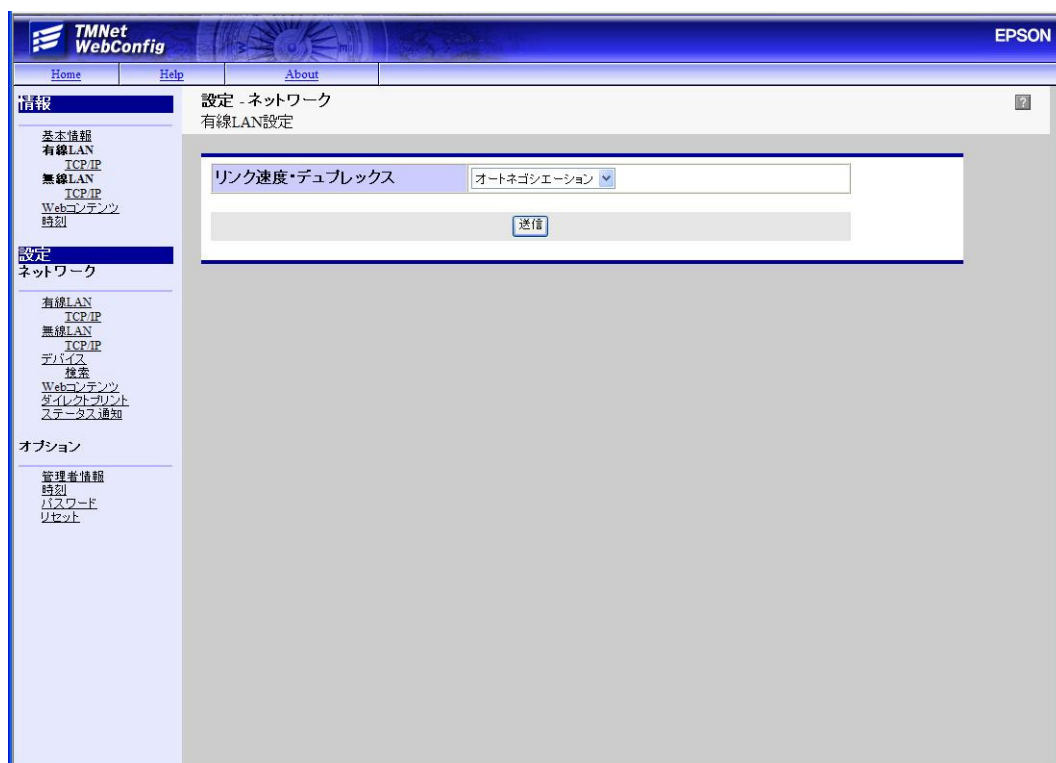 TMNet
WebConfig
EPSON
Home
Help
About
情報
基本情報
有線LAN
TCP/IP
無線LAN
TCP/IP
Webコンテンツ
時刻
設定
ネットワーク
有線LAN
TCP/IP
無線LAN
TCP/IP
デバイス
検索
Webコンテンツ
ダイレクトプリント
ステータス通知
オプション
管理者情報
時刻
パスワード
リセット
設定 - ネットワーク
?
有線LAN設定
リンク速度・デュプレックス
オートネゴシエーション
送信